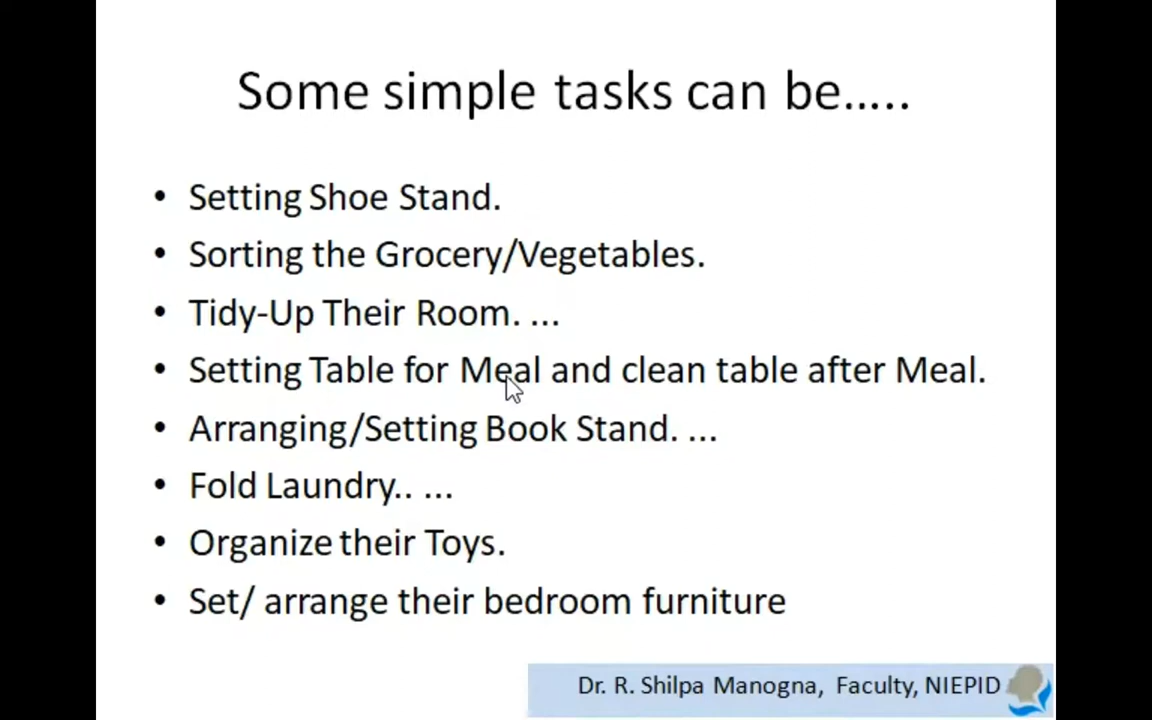 Some simple tasks can be.....
• Setting Shoe Stand.
• Sorting the Grocery/Vegetables.
• Tidy-Up Their Room. ...
• Setting Table for Meal and clean table after Meal.
• Arranging/Setting Book Stand. ...
• Fold Laundry.. ...
• Organize their Toys.
• Set/ arrange their bedroom furniture
Dr. R. Shilpa Manogna, Faculty, NIEPID